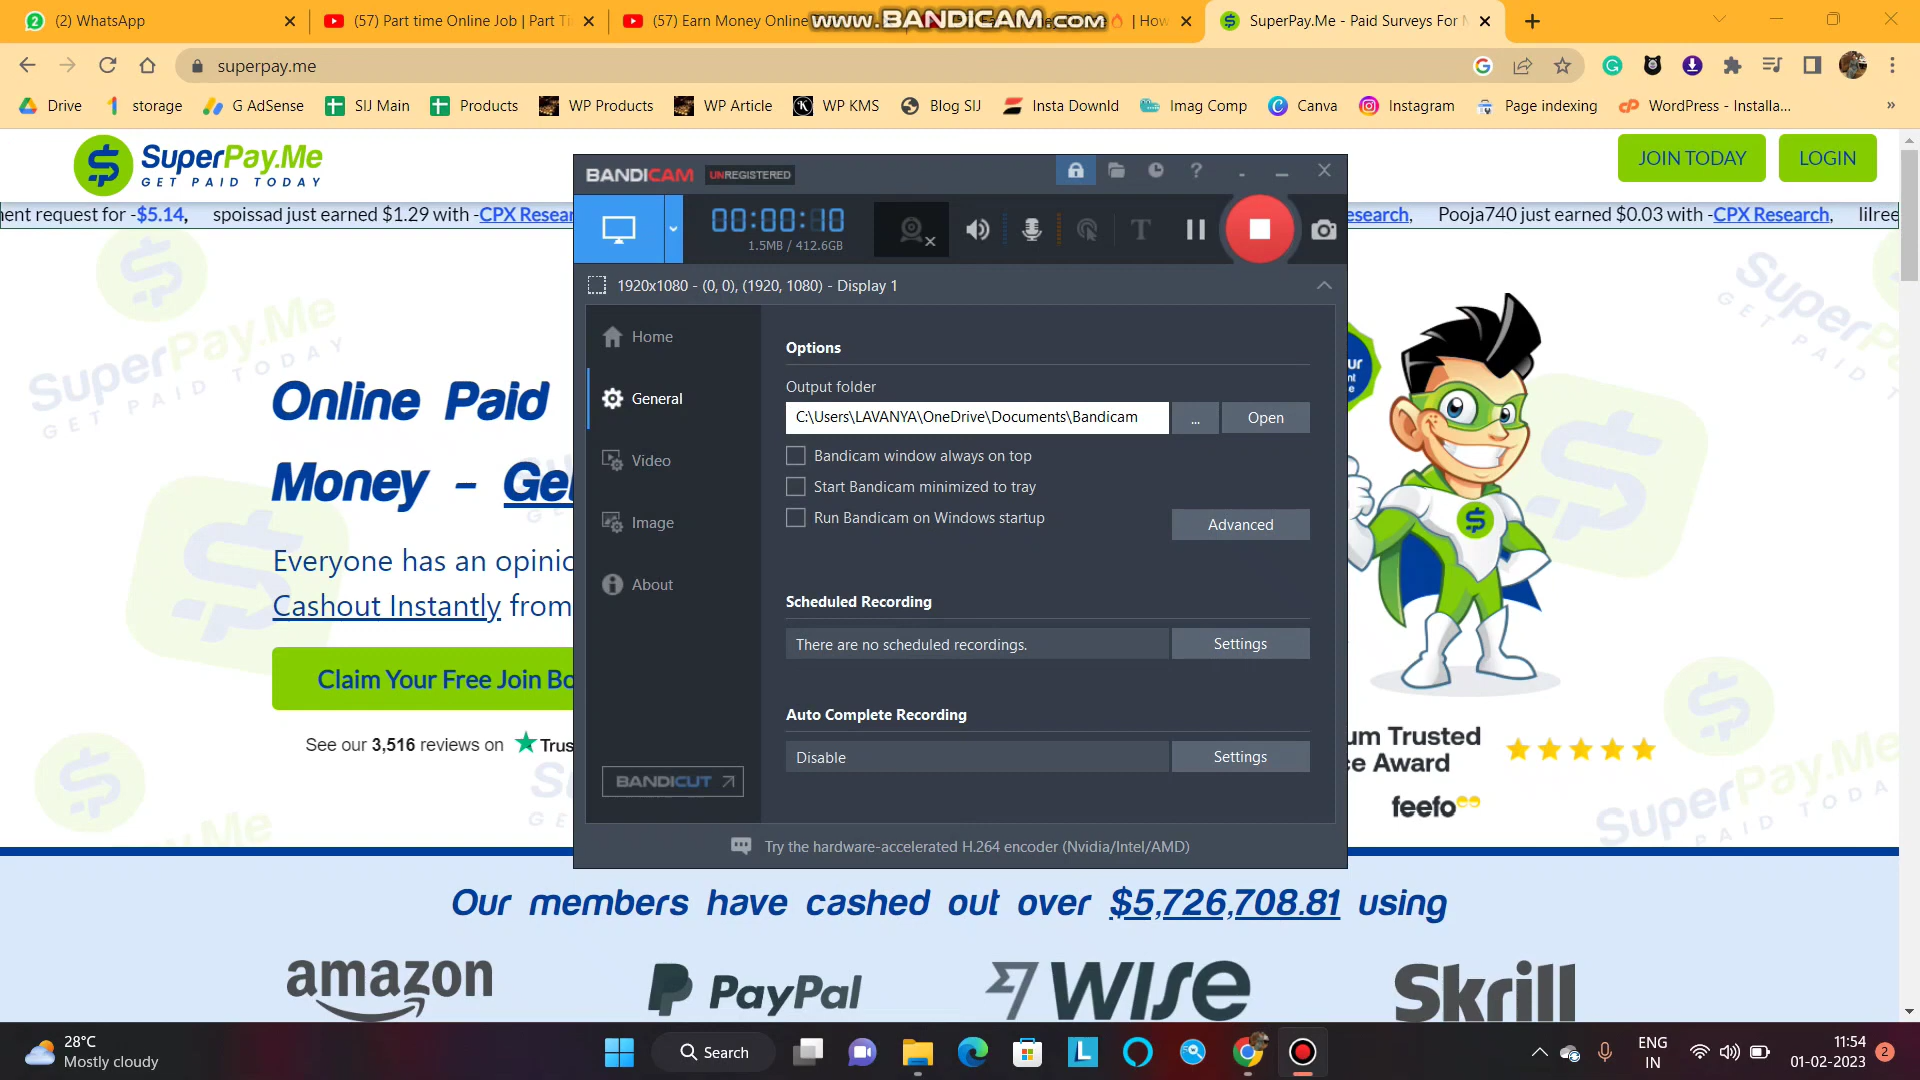 (2) WhatsApp
(57) Part time Online Job | Part Ti
(57) Earn Money Online
www.BANDICAM.com
| How
SuperPay.Me - Paid Surveys For M
superpay.me
Drive
storage
G AdSense
SIJ Main
Products
WP Products
WP Article
WP KMS
Blog SIJ
Insta Downld
Imag Comp
Canva
Instagram
Page indexing
WordPress - Installa...
»
SuperPay.Me
GET PAID TODAY
JOIN TODAY
LOGIN
ent request for -$5.14, spoissad just earned $1.29 with -CPX Resear
esearch, Pooja740 just earned $0.03 with -CPX Research, lilree
BANDICAM UNREGISTERED
00:00:10
1.5MB / 412.6GB
1920x1080 - (0, 0), (1920, 1080) - Display 1
Home
General
Video
Image
About
BANDICUT
Options
Output folder
C:\Users\LAVANYA\OneDrive\Documents\Bandicam
...
Open
Bandicam window always on top
Start Bandicam minimized to tray
Run Bandicam on Windows startup
Advanced
Scheduled Recording
There are no scheduled recordings.
Settings
Auto Complete Recording
Disable
Settings
Try the hardware-accelerated H.264 encoder (Nvidia/Intel/AMD)
Online Paid
Money - Ge
Everyone has an opinio
Cashout Instantly from
Claim Your Free Join Bo
See our 3,516 reviews on Trus
um Trusted
ce Award
feefo
Our members have cashed out over $5,726,708.81 using
amazon
PayPal
WISE
Skrill
28°C
Mostly cloudy
Search
ENG
IN
11:54
01-02-2023
2